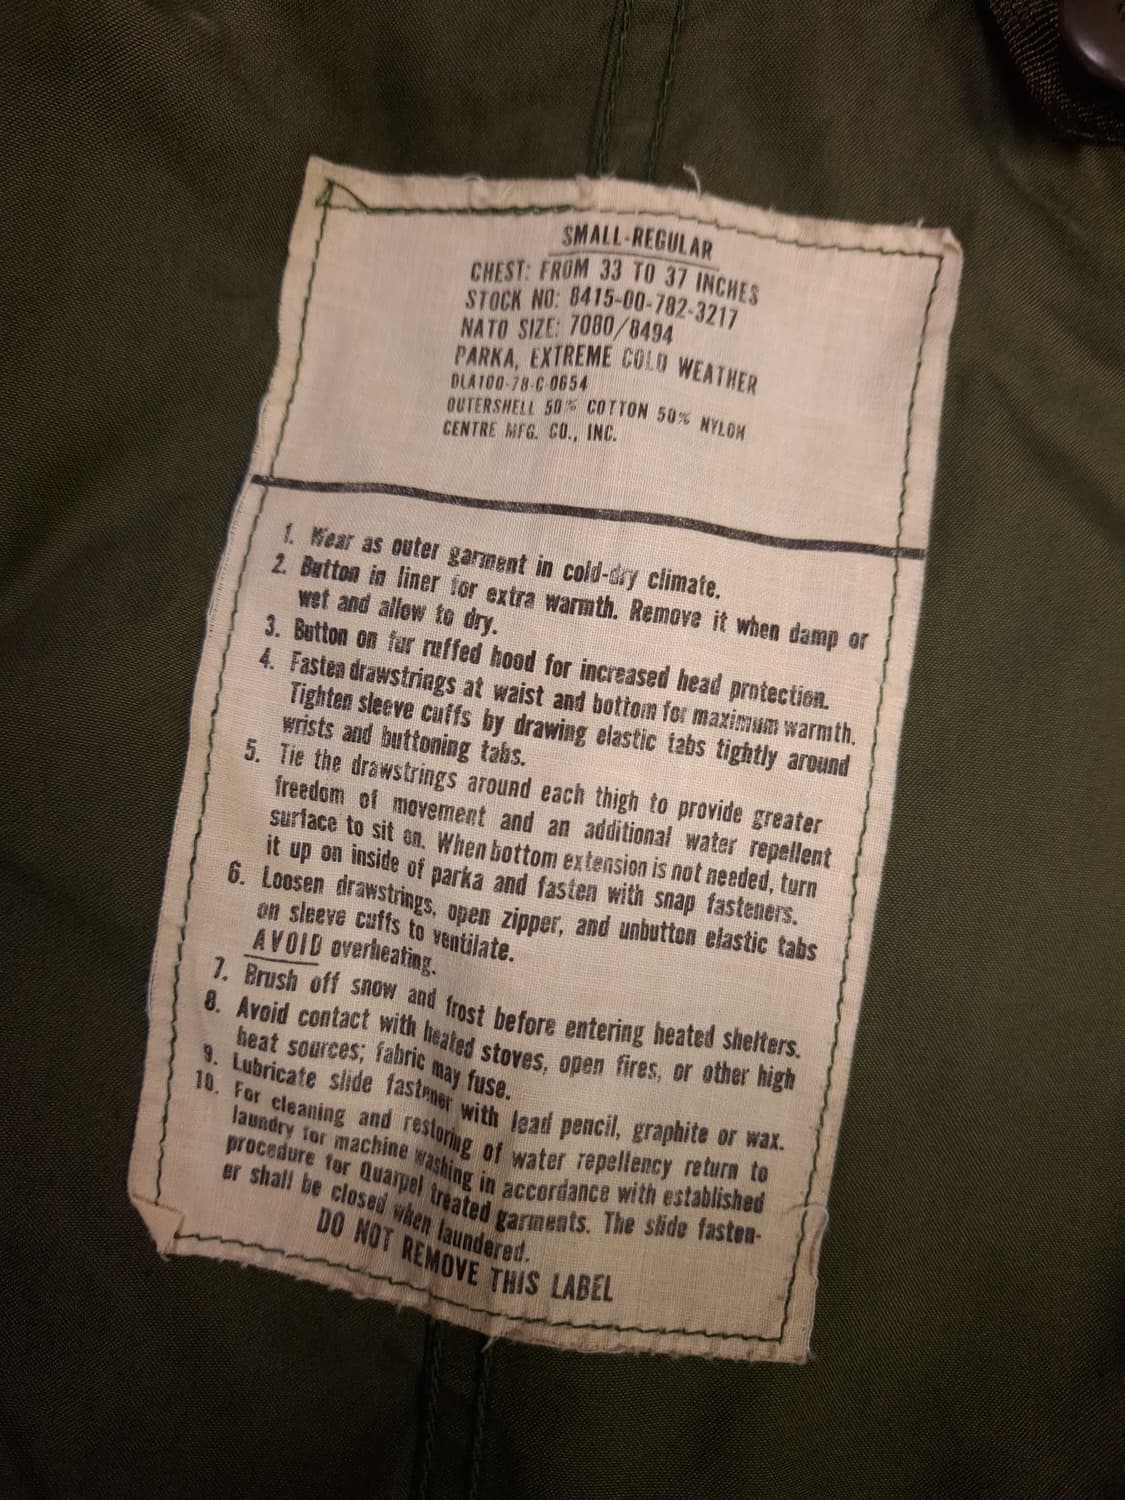 SMALL-REGULAR
CHEST: FROM 33 TO 37 INCHES
STOCK NO: 8415-00-782-3217
NATO SIZE: 7080/8494
PARKA, EXTREME COLD WEATHER
DLA100-78-C-0654
OUTERSHELL 50% COTTON 50% NYLON
CENTRE MFG. CO., INC.
1. Wear as outer garment in cold-dry climate.
2. Button in liner for extra warmth. Remove it when damp or
wet and allow to dry.
3. Button on fur ruffed hood for increased head protection.
4. Fasten drawstrings at waist and bottom for maximum warmth.
Tighten sleeve cuffs by drawing elastic tabs tightly around
wrists and buttoning tabs.
5. Tie the drawstrings around each thigh to provide greater
freedom of movement and an additional water repellent
surface to sit on. When bottom extension is not needed, turn
it up on inside of parka and fasten with snap fasteners.
6. Loosen drawstrings, open zipper, and unbutton elastic tabs
on sleeve cuffs to ventilate.
AVOID overheating.
7. Brush off snow and frost before entering heated shelters.
8. Avoid contact with heated stoves, open fires, or other high
heat sources; fabric may fuse.
9. Lubricate slide fastener with lead pencil, graphite or wax.
10. For cleaning and restoring of water repellency return to
laundry for machine washing in accordance with established
procedure for Quarpel treated garments. The slide fasten-
er shall be closed when laundered.
DO NOT REMOVE THIS LABEL